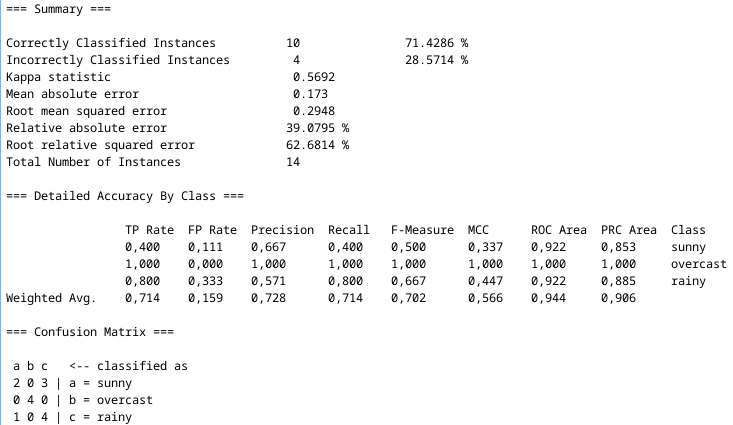 === Summary ===
Correctly Classified Instances 10 71.4286 %
Incorrectly Classified Instances 4 28.5714 %
Kappa statistic 0.5692
Mean absolute error 0.173
Root mean squared error 0.2948
Relative absolute error 39.0795 %
Root relative squared error 62.6814 %
Total Number of Instances 14
=== Detailed Accuracy By Class ===
TP Rate FP Rate Precision Recall F-Measure MCC ROC Area PRC Area Class
0,400 0,111 0,667 0,400 0,500 0,337 0,922 0,853 sunny
1,000 0,000 1,000 1,000 1,000 1,000 1,000 1,000 overcast
0,800 0,333 0,571 0,800 0,667 0,447 0,922 0,885 rainy
Weighted Avg. 0,714 0,159 0,728 0,714 0,702 0,566 0,944 0,906
=== Confusion Matrix ===
a b c <-- classified as
2 0 3 | a = sunny
0 4 0 | b = overcast
1 0 4 | c = rainy